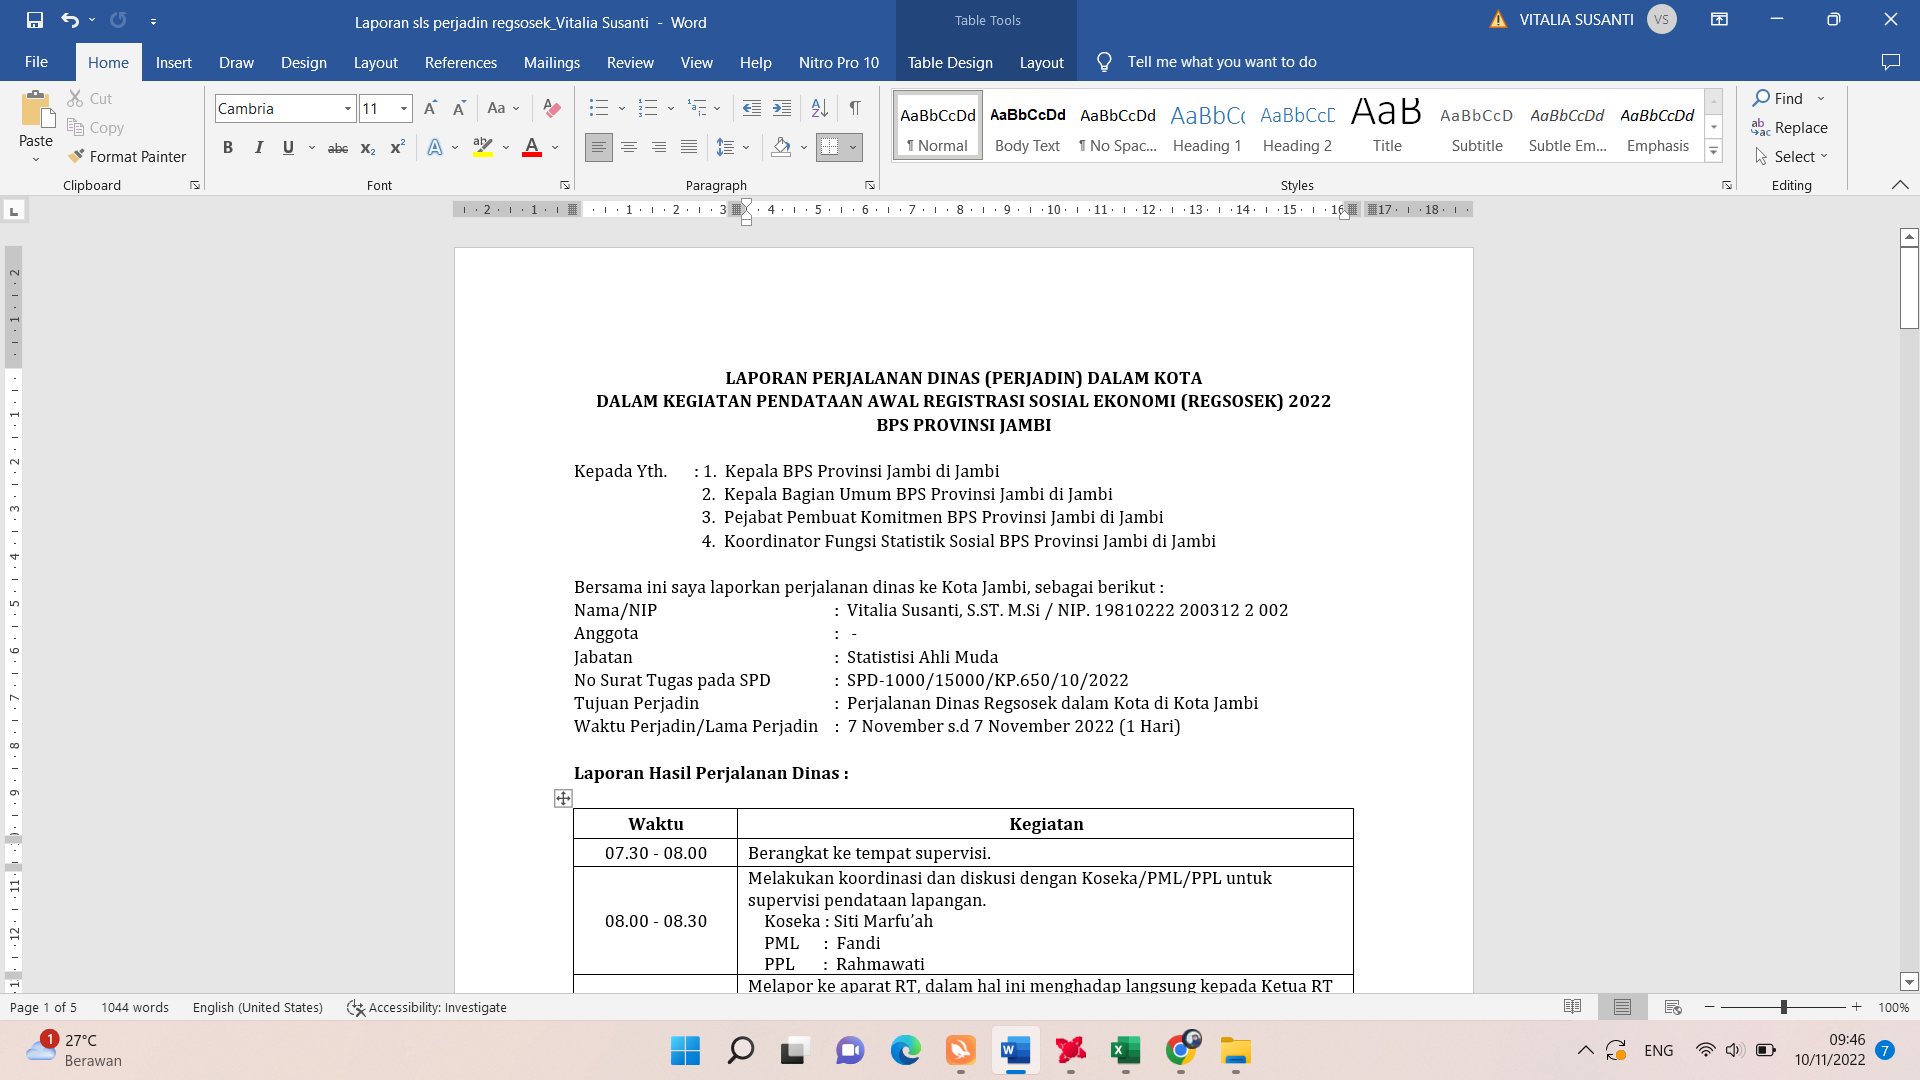 Laporan sls perjadin regsosek_Vitalia Susanti - Word
Table Tools
VITALIA SUSANTI
VS
File
Home
Insert
Draw
Design
Layout
References
Mailings
Review
View
Help
Nitro Pro 10
Table Design
Layout
Tell me what you want to do
Paste
Cut
Copy
Format Painter
Clipboard
Cambria
11
Font
Paragraph
AaBbCcDd
¶ Normal
AaBbCcDd
Body Text
AaBbCcDd
¶ No Spac...
AaBbCc
Heading 1
AaBbCcD
Heading 2
AaB
Title
AaBbCcD
Subtitle
AaBbCcDd
Subtle Em...
AaBbCcDd
Emphasis
Styles
Find
Replace
Select
Editing
LAPORAN PERJALANAN DINAS (PERJADIN) DALAM KOTA
DALAM KEGIATAN PENDATAAN AWAL REGISTRASI SOSIAL EKONOMI (REGSOSEK) 2022
BPS PROVINSI JAMBI
Kepada Yth. : 1. Kepala BPS Provinsi Jambi di Jambi
2. Kepala Bagian Umum BPS Provinsi Jambi di Jambi
3. Pejabat Pembuat Komitmen BPS Provinsi Jambi di Jambi
4. Koordinator Fungsi Statistik Sosial BPS Provinsi Jambi di Jambi
Bersama ini saya laporkan perjalanan dinas ke Kota Jambi, sebagai berikut :
Nama/NIP : Vitalia Susanti, S.ST. M.Si / NIP. 19810222 200312 2 002
Anggota : -
Jabatan : Statistisi Ahli Muda
No Surat Tugas pada SPD : SPD-1000/15000/KP.650/10/2022
Tujuan Perjadin : Perjalanan Dinas Regsosek dalam Kota di Kota Jambi
Waktu Perjadin/Lama Perjadin : 7 November s.d 7 November 2022 (1 Hari)
Laporan Hasil Perjalanan Dinas :
Waktu Kegiatan
07.30 - 08.00 Berangkat ke tempat supervisi.
Melakukan koordinasi dan diskusi dengan Koseka/PML/PPL untuk
supervisi pendataan lapangan.
08.00 - 08.30 Koseka : Siti Marfu’ah
PML : Fandi
PPL : Rahmawati
Melapor ke aparat RT, dalam hal ini menghadap langsung kepada Ketua RT
Page 1 of 5
1044 words
English (United States)
Accessibility: Investigate
100%
1
27°C
Berawan
ENG
09:46
10/11/2022
7